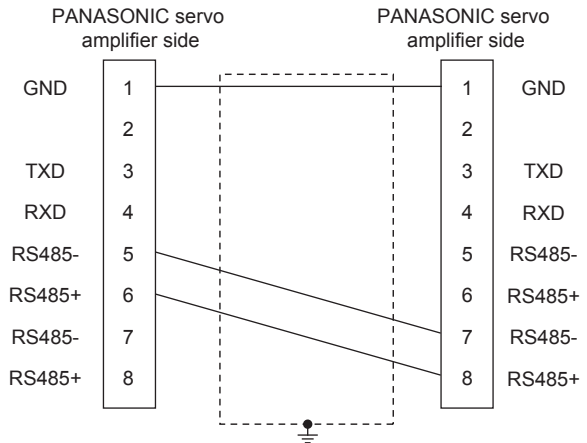 PANASONIC servo
amplifier side
PANASONIC servo
amplifier side
GND 1 1 GND
2 2
TXD 3 3 TXD
RXD 4 4 RXD
RS485- 5 5 RS485-
RS485+ 6 6 RS485+
RS485- 7 7 RS485-
RS485+ 8 8 RS485+